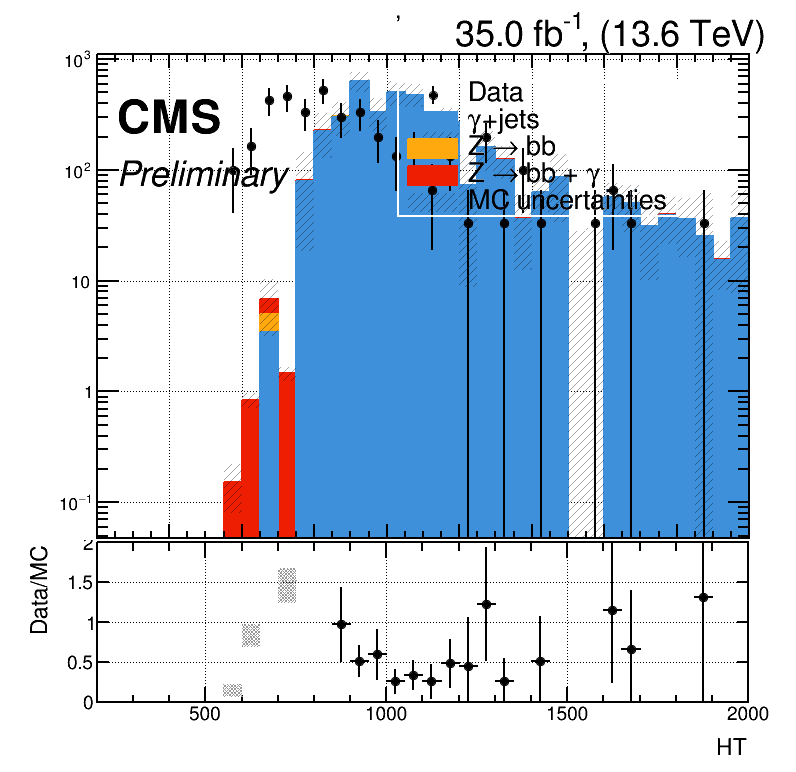 ,
35.0 fb⁻¹, (13.6 TeV)
10³
CMS
Preliminary
Data
γ+jets
Z → bb
Z → bb + γ
MC uncertainties
10²
10
1
10⁻¹
Data/MC
2
1.5
1
0.5
0
500 1000 1500 2000
HT